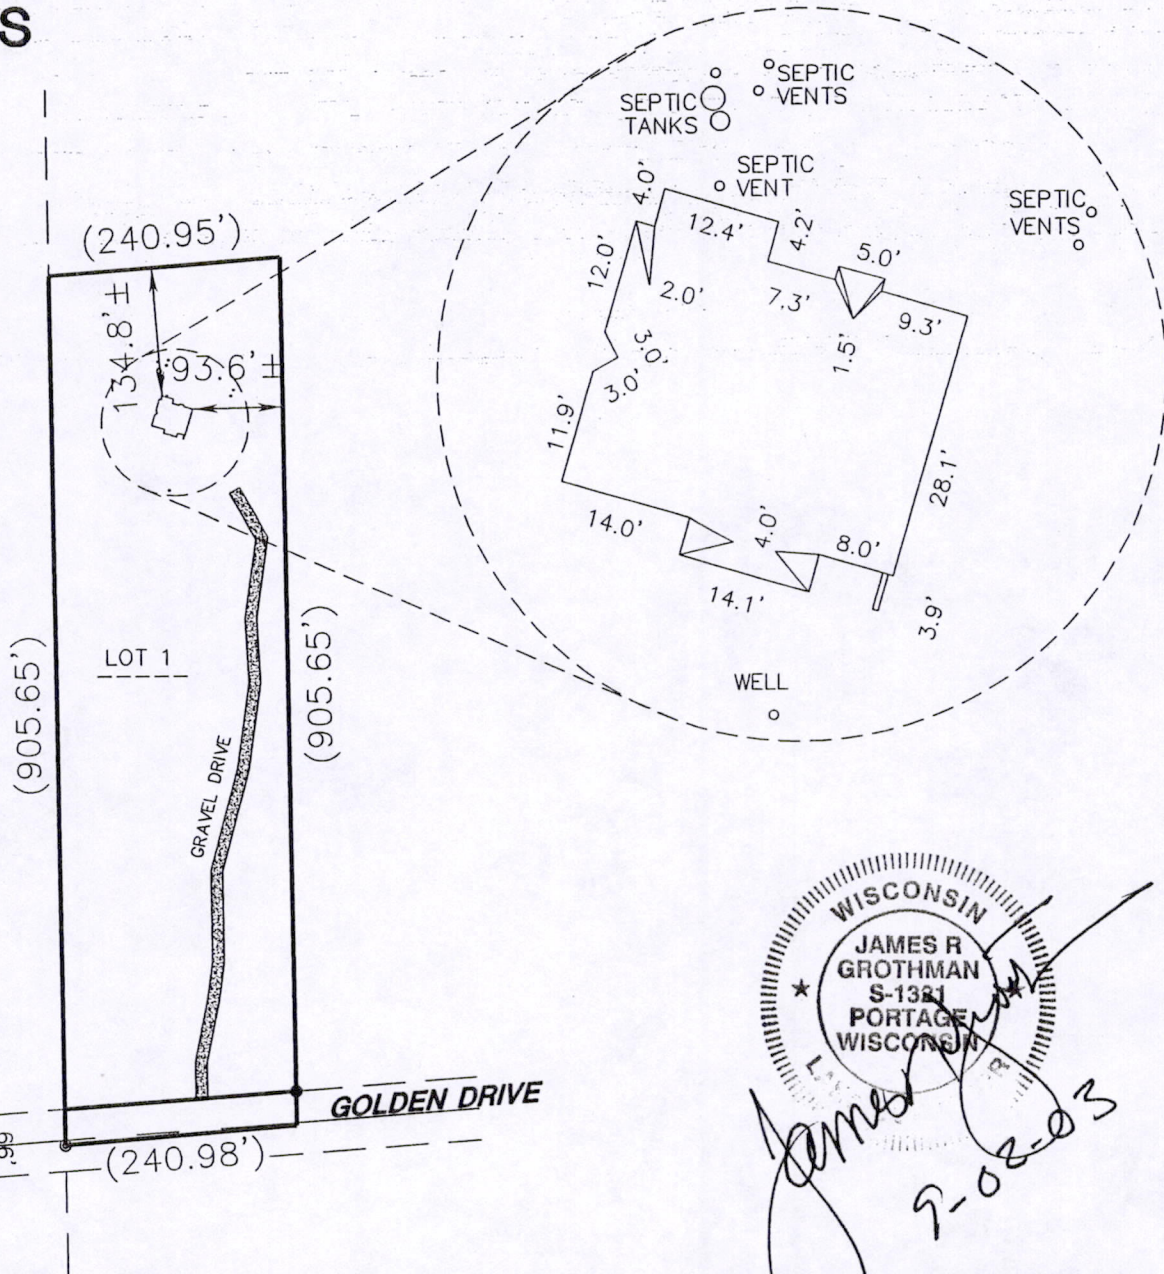 S
(240.95')
134.8'±
93.6'±
LOT 1
(905.65')
(905.65')
GRAVEL DRIVE
GOLDEN DRIVE
(240.98')
SEPTIC
TANKS
SEPTIC
VENTS
SEPTIC
VENT
SEPTIC
VENTS
4.0'
12.4'
4.2'
5.0'
12.0'
2.0'
7.3'
9.3'
1.5'
3.0'
3.0'
11.9'
28.1'
14.0'
4.0'
8.0'
14.1'
3.9'
WELL
WISCONSIN
JAMES R
GROTHMAN
S-1321
PORTAGE
WISCONSIN
James
9-02-03